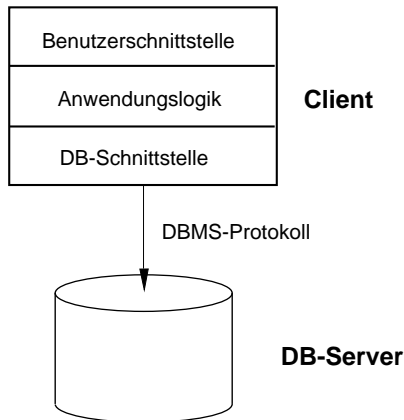 Benutzerschnittstelle
Anwendungslogik
Client
DB-Schnittstelle
DBMS-Protokoll
DB-Server